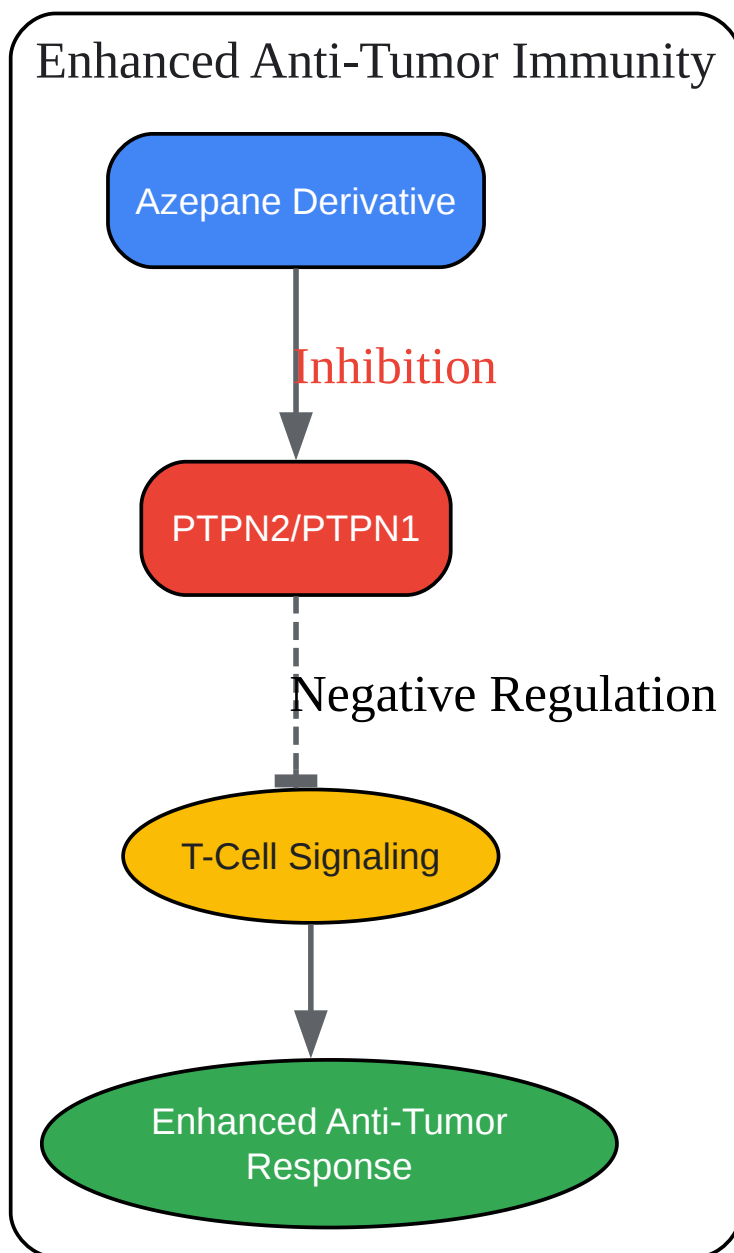 Enhanced Anti-Tumor Immunity
Azepane Derivative
Inhibition
PTPN2/PTPN1
Negative Regulation
T-Cell Signaling
Enhanced Anti-Tumor
Response